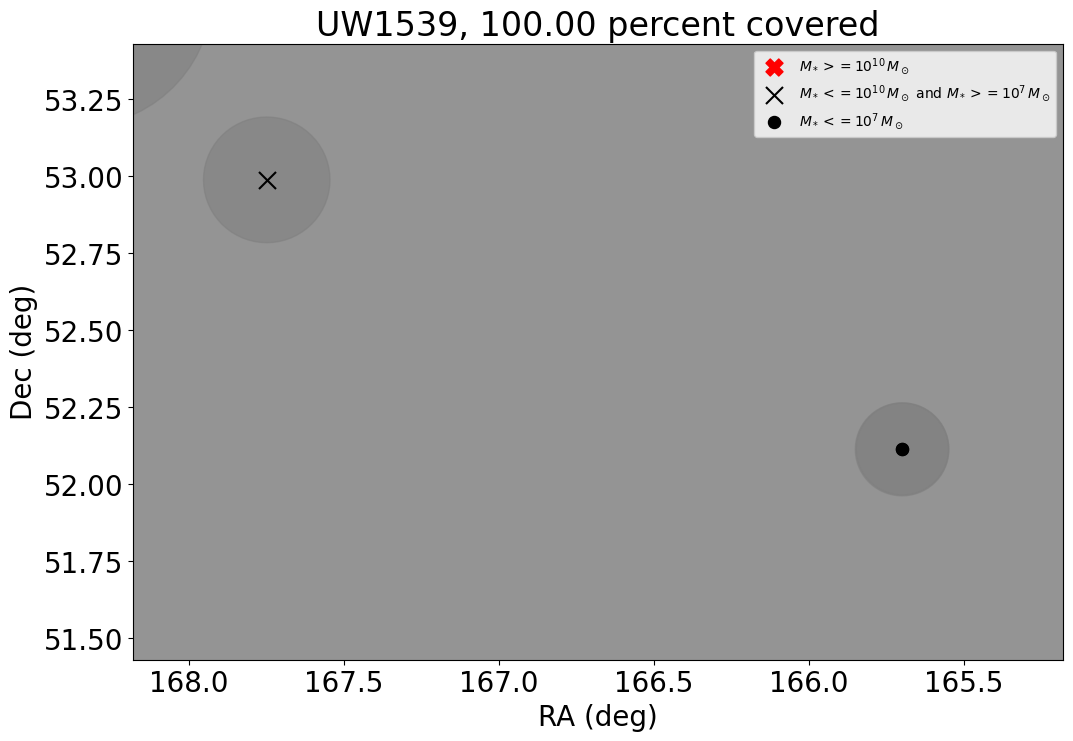 UW1539, 100.00 percent covered
M* >= 10^10 M⊙
M* <= 10^10 M⊙ and M* >= 10^7 M⊙
M* <= 10^7 M⊙
53.25
53.00
52.75
52.50
52.25
52.00
51.75
51.50
Dec (deg)
168.0 167.5 167.0 166.5 166.0 165.5
RA (deg)